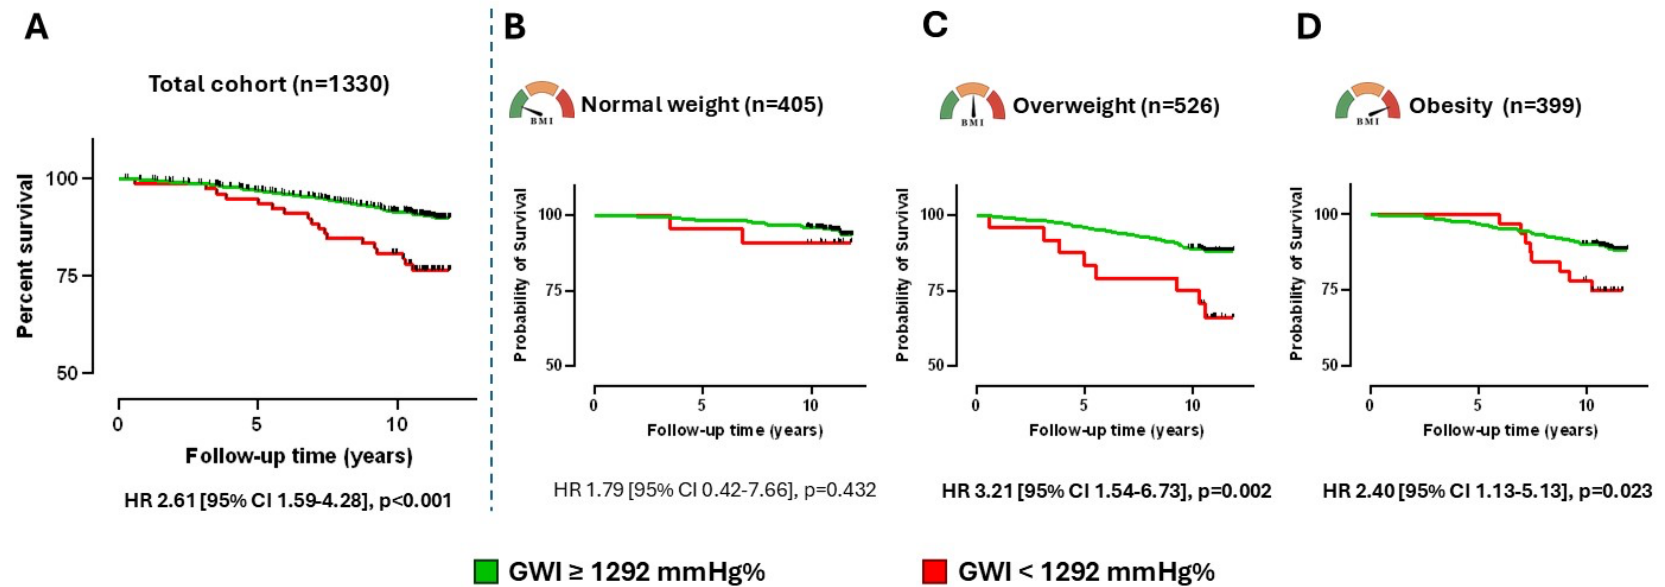 A
Total cohort (n=1330)
Percent survival
100
75
50
0 5 10
Follow-up time (years)
HR 2.61 [95% CI 1.59-4.28], p<0.001
B
BMI
Normal weight (n=405)
Probability of Survival
100
75
50
0 5 10
Follow-up time (years)
HR 1.79 [95% CI 0.42-7.66], p=0.432
C
BMI
Overweight (n=526)
Probability of Survival
100
75
50
0 5 10
Follow-up time (years)
HR 3.21 [95% CI 1.54-6.73], p=0.002
D
BMI
Obesity (n=399)
Probability of Survival
100
75
50
0 5 10
Follow-up time (years)
HR 2.40 [95% CI 1.13-5.13], p=0.023
GWI ≥ 1292 mmHg%
GWI < 1292 mmHg%